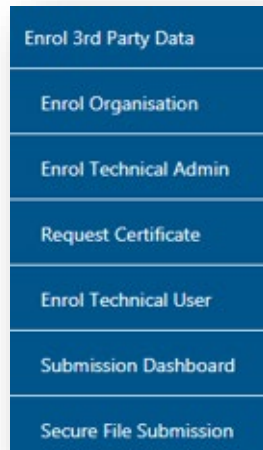 Enrol 3rd Party Data
Enrol Organisation
Enrol Technical Admin
Request Certificate
Enrol Technical User
Submission Dashboard
Secure File Submission